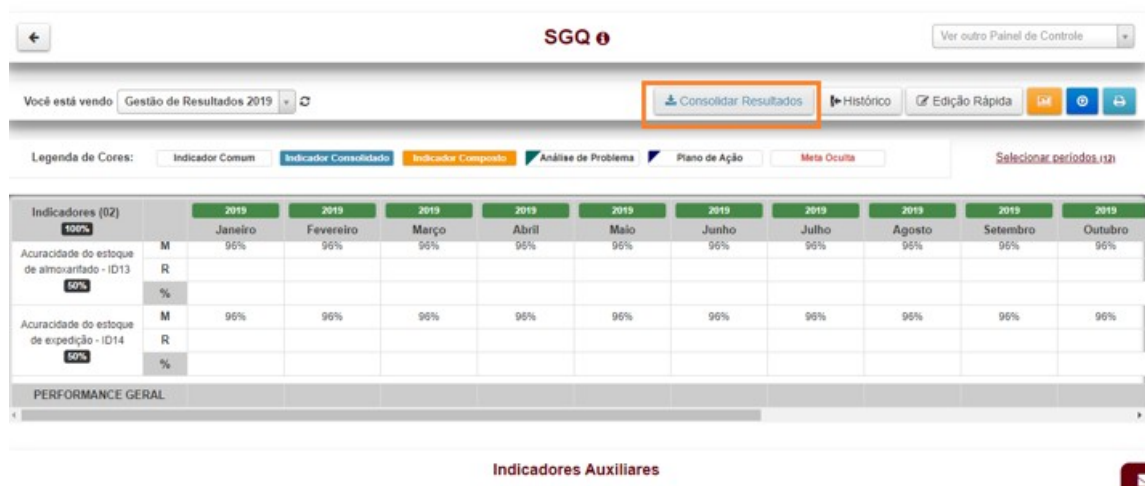 SGQ
Ver outro Painel de Controle
Você está vendo Gestão de Resultados 2019
Consolidar Resultados
Histórico
Edição Rápida
Legenda de Cores:
Indicador Comum
Indicador Consolidado
Indicador Composto
Análise de Problema
Plano de Ação
Meta Oculta
Selecionar períodos (12)
Indicadores (02)
100%
2019 2019 2019 2019 2019 2019 2019 2019 2019 2019
Janeiro Fevereiro Março Abril Maio Junho Julho Agosto Setembro Outubro
Acuracidade do estoque
de almoxarifado - ID13
50%
M 96% 96% 96% 96% 96% 96% 96% 96% 96% 96%
R
%
Acuracidade do estoque
de expedição - ID14
50%
M 96% 96% 96% 96% 96% 96% 96% 96% 96% 96%
R
%
PERFORMANCE GERAL
Indicadores Auxiliares